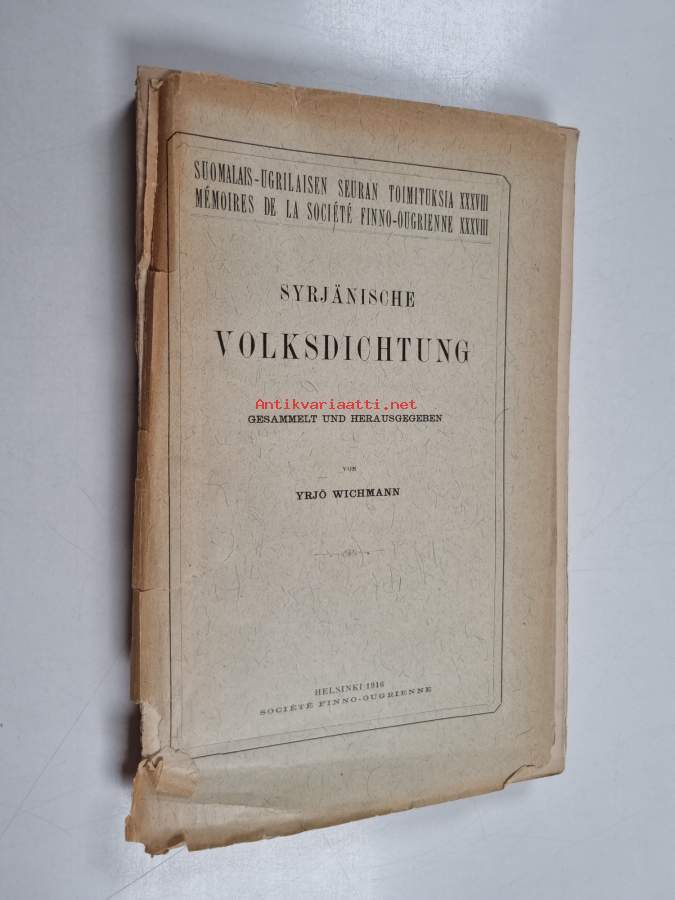 SUOMALAIS-UGRILAISEN SEURAN TOIMITUKSIA XXXVIII
MÉMOIRES DE LA SOCIÉTÉ FINNO-OUGRIENNE XXXVIII
SYRJÄNISCHE
VOLKSDICHTUNG
Antikvariaatti.net
GESAMMELT UND HERAUSGEGEBEN
VON
YRJÖ WICHMANN
HELSINKI 1916
SOCIÉTÉ FINNO-OUGRIENNE